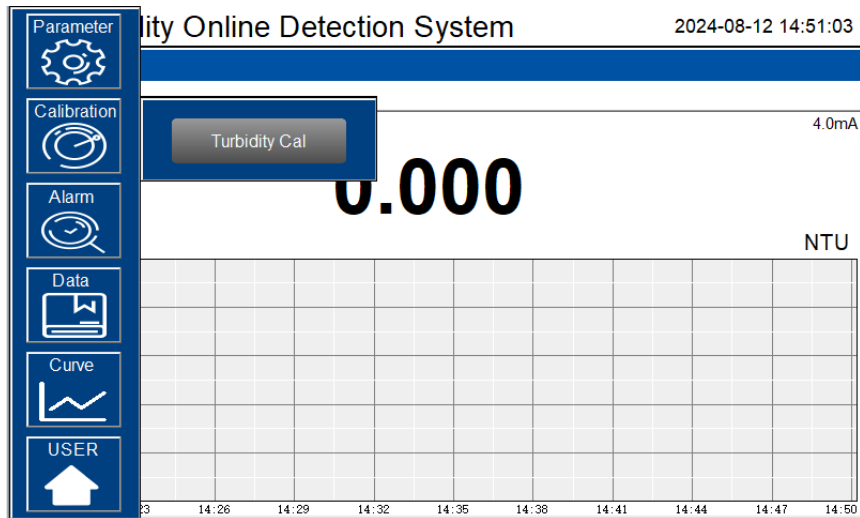 Parameter
lity Online Detection System
2024-08-12 14:51:03
Calibration
Turbidity Cal
4.0mA
0.000
Alarm
NTU
Data
Curve
USER
23 14:26 14:29 14:32 14:35 14:38 14:41 14:44 14:47 14:50